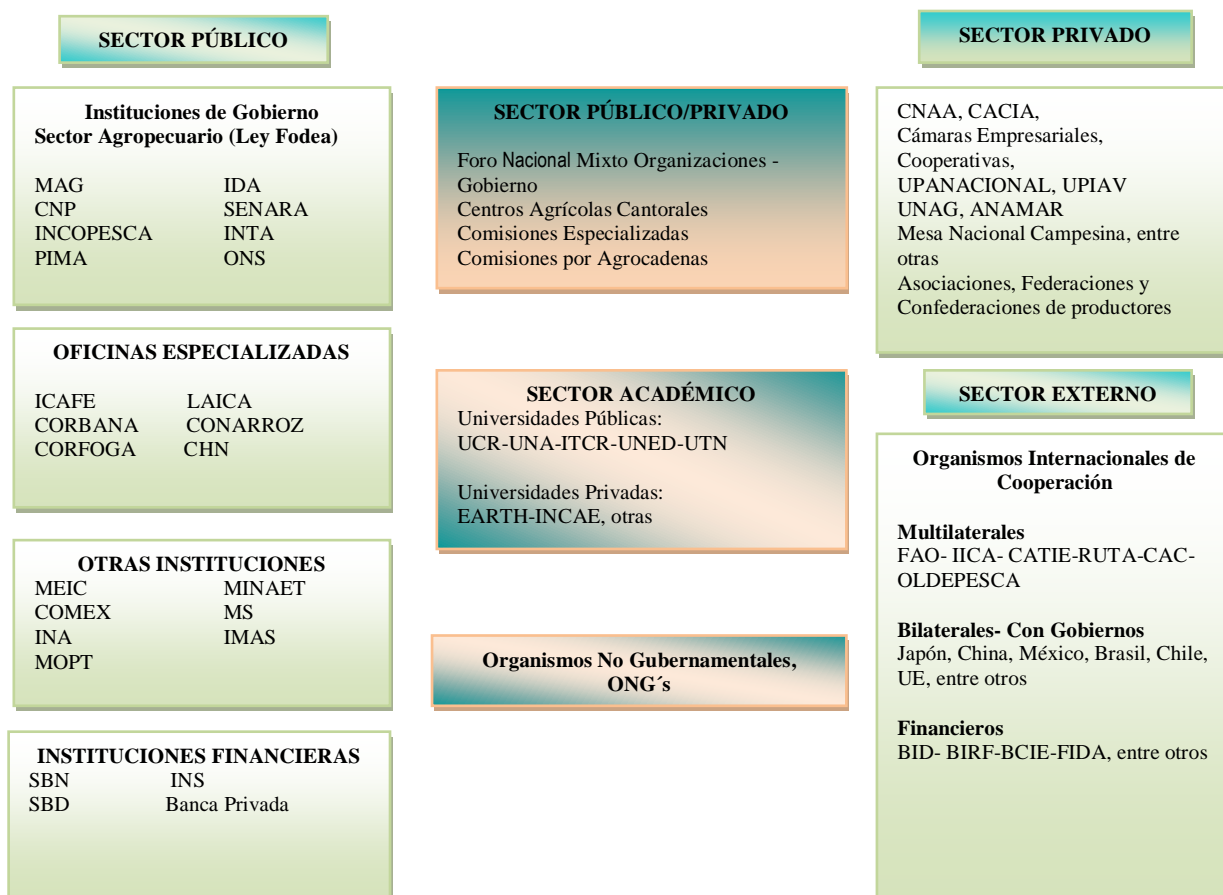 SECTOR PÚBLICO
Instituciones de Gobierno
Sector Agropecuario (Ley Fodea)
MAG IDA
CNP SENARA
INCOPESCA INTA
PIMA ONS
OFICINAS ESPECIALIZADAS
ICAFE LAICA
CORBANA CONARROZ
CORFOGA CHN
OTRAS INSTITUCIONES
MEIC MINAET
COMEX MS
INA IMAS
MOPT
INSTITUCIONES FINANCIERAS
SBN INS
SBD Banca Privada
SECTOR PÚBLICO/PRIVADO
Foro Nacional Mixto Organizaciones -
Gobierno
Centros Agrícolas Cantorales
Comisiones Especializadas
Comisiones por Agrocadenas
SECTOR ACADÉMICO
Universidades Públicas:
UCR-UNA-ITCR-UNED-UTN
Universidades Privadas:
EARTH-INCAE, otras
Organismos No Gubernamentales,
ONG´s
SECTOR PRIVADO
CNAA, CACIA,
Cámaras Empresariales,
Cooperativas,
UPANACIONAL, UPIAV
UNAG, ANAMAR
Mesa Nacional Campesina, entre
otras
Asociaciones, Federaciones y
Confederaciones de productores
SECTOR EXTERNO
Organismos Internacionales de
Cooperación
Multilaterales
FAO- IICA- CATIE-RUTA-CAC-
OLDEPESCA
Bilaterales- Con Gobiernos
Japón, China, México, Brasil, Chile,
UE, entre otros
Financieros
BID- BIRF-BCIE-FIDA, entre otros